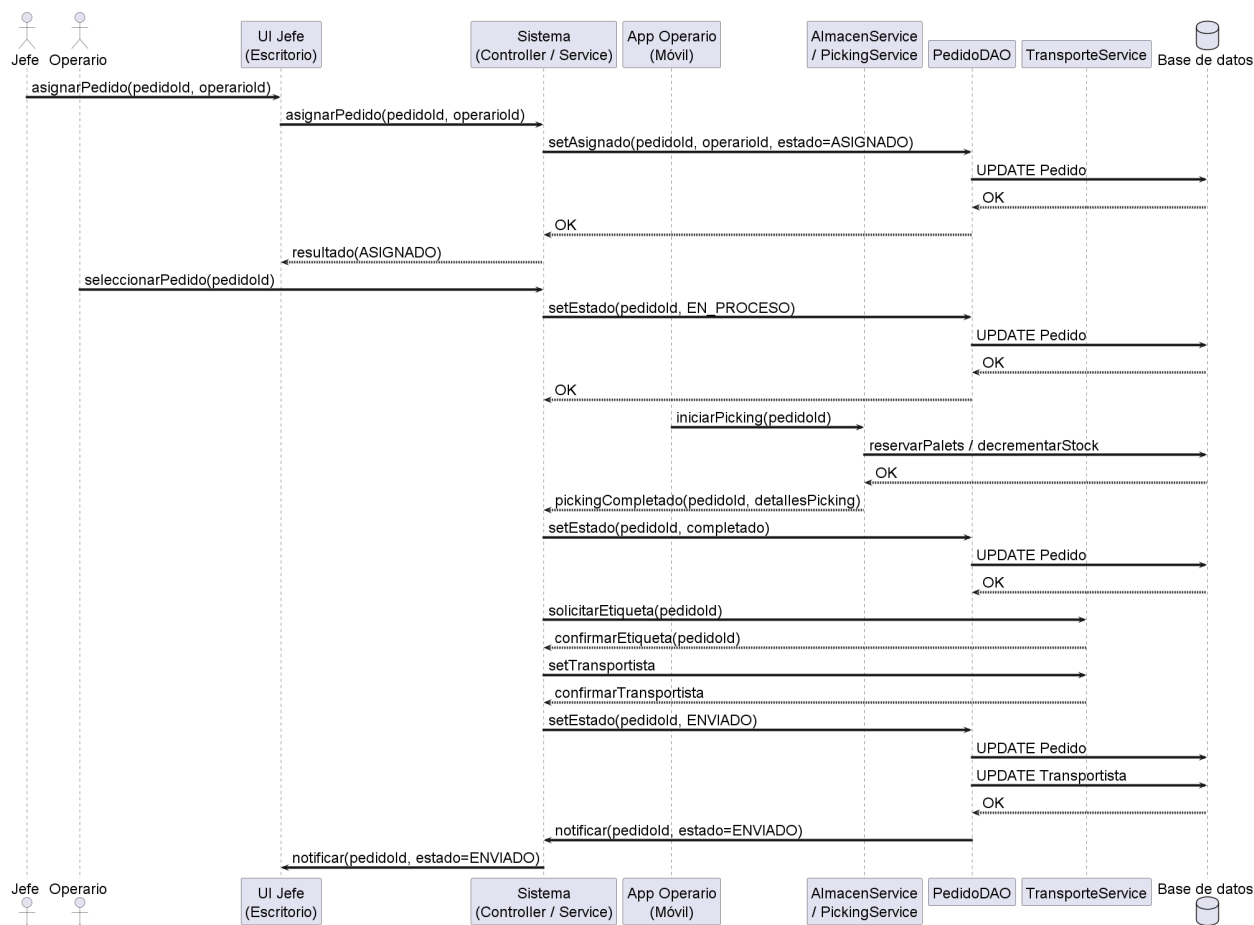 Jefe
Operario
UI Jefe
(Escritorio)
Sistema
(Controller / Service)
App Operario
(Móvil)
AlmacenService
/ PickingService
PedidoDAO
TransporteService
Base de datos
asignarPedido(pedidoId, operarioId)
asignarPedido(pedidoId, operarioId)
setAsignado(pedidoId, operarioId, estado=ASIGNADO)
UPDATE Pedido
OK
OK
resultado(ASIGNADO)
seleccionarPedido(pedidoId)
setEstado(pedidoId, EN_PROCESO)
UPDATE Pedido
OK
OK
iniciarPicking(pedidoId)
reservarPalets / decrementarStock
OK
pickingCompletado(pedidoId, detallesPicking)
setEstado(pedidoId, completado)
UPDATE Pedido
OK
solicitarEtiqueta(pedidoId)
confirmarEtiqueta(pedidoId)
setTransportista
confirmarTransportista
setEstado(pedidoId, ENVIADO)
UPDATE Pedido
UPDATE Transportista
OK
notificar(pedidoId, estado=ENVIADO)
notificar(pedidoId, estado=ENVIADO)
Jefe
Operario
UI Jefe
(Escritorio)
Sistema
(Controller / Service)
App Operario
(Móvil)
AlmacenService
/ PickingService
PedidoDAO
TransporteService
Base de datos